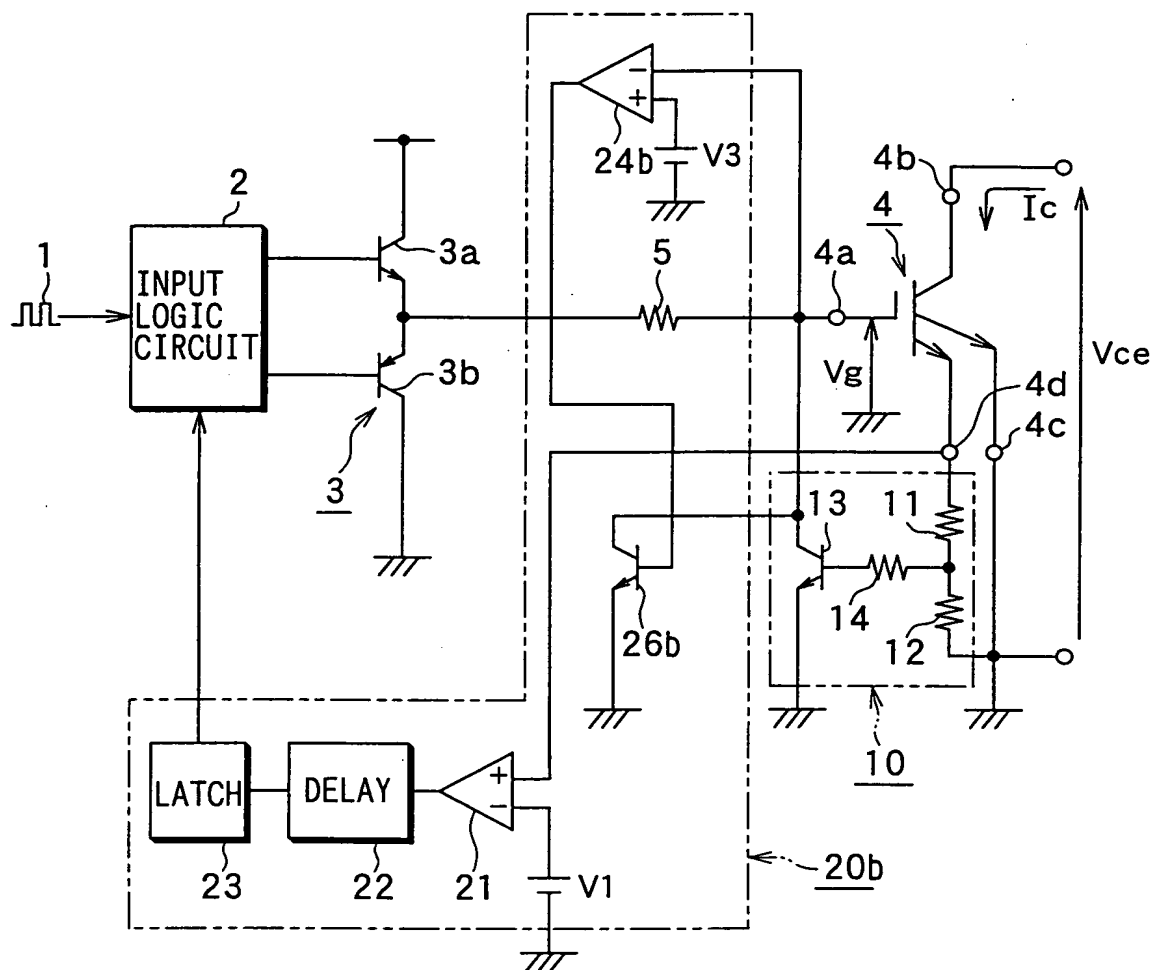 24b
V3
4b
2
4
Ic
1
3a
5
4a
INPUT
LOGIC
CIRCUIT
Vce
Vg
3b
4d
4c
3
13
11
14
12
26b
10
LATCH
DELAY
+
−
−
+
23
22
21
V1
20b